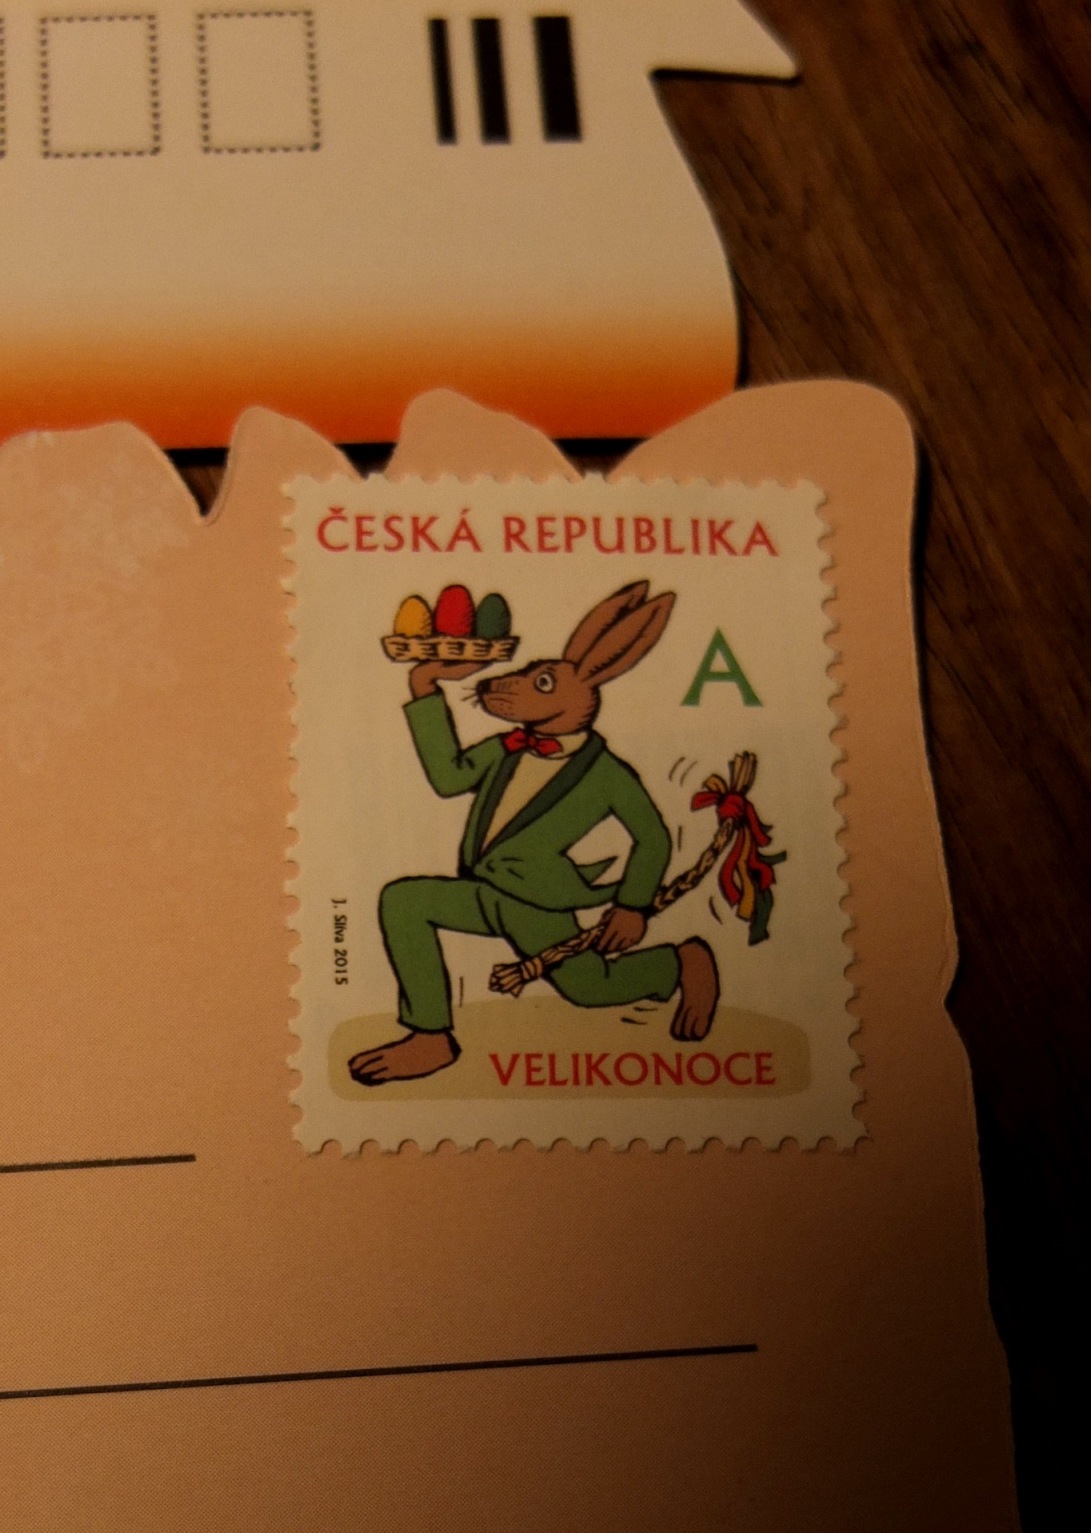 ČESKÁ REPUBLIKA
A
J. Slíva 2015
VELIKONOCE